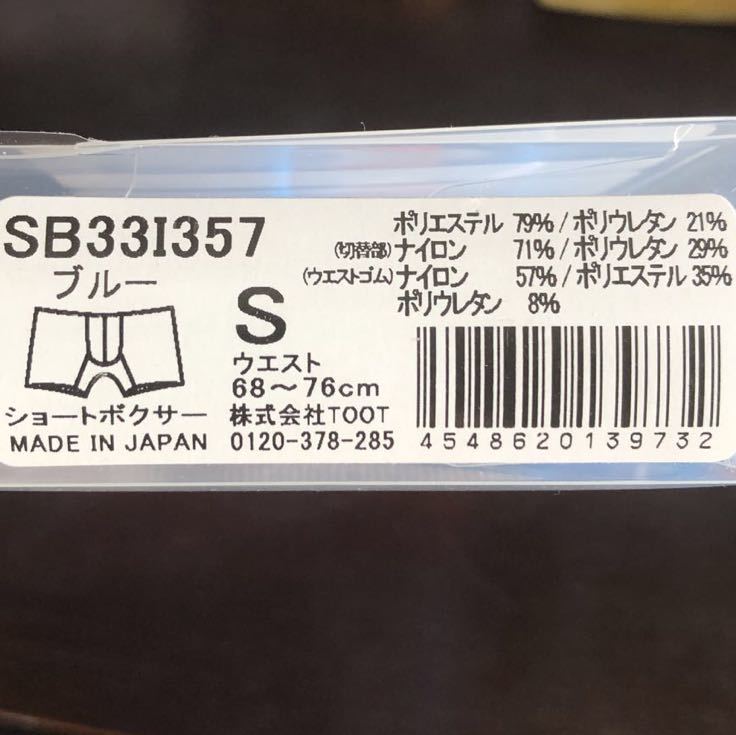 SB33I357
ブルー
ショートボクサー
MADE IN JAPAN
S
ウエスト
68～76cm
株式会社TOOT
0120-378-285
ポリエステル 79% / ポリウレタン 21%
(切替部) ナイロン 71% / ポリウレタン 29%
(ウエストゴム) ナイロン 57% / ポリエステル 35%
ポリウレタン 8%
4548620139732